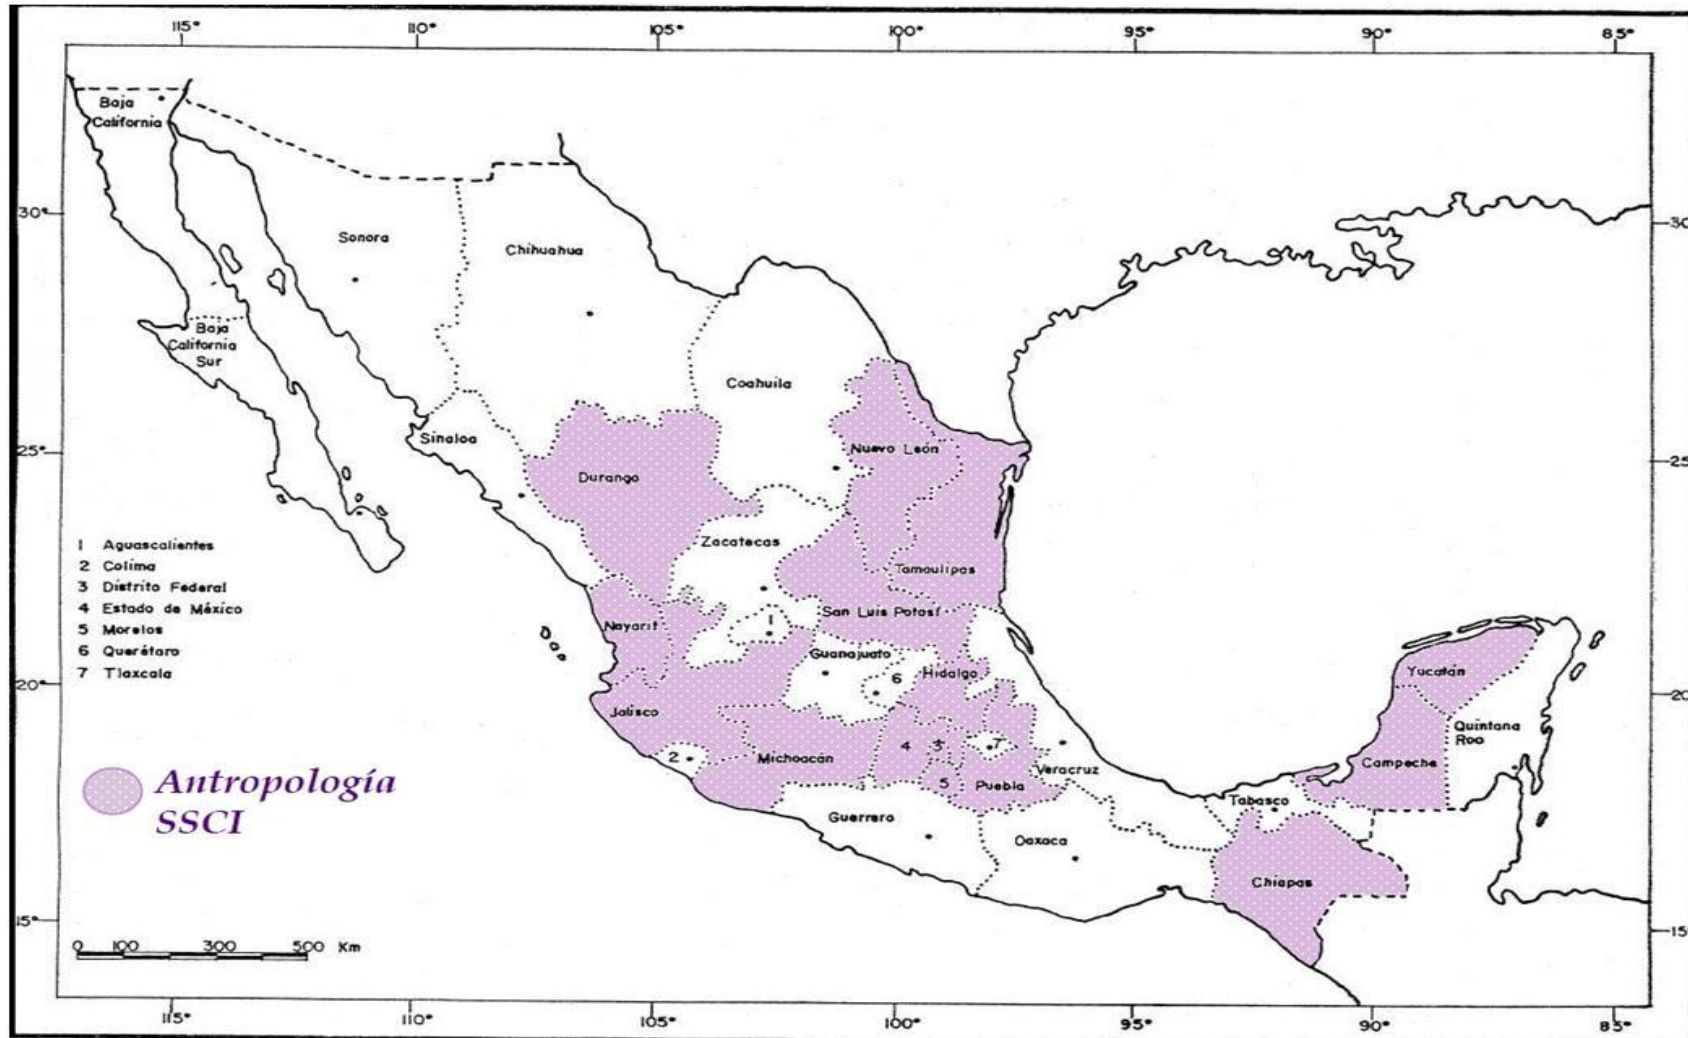 115° 110° 105° 100° 95° 90° 85°
Baja
California
30° 30
Sonora
Chihuahua
Baja
California
Sur
Coahuila
Sinaloa
Nuevo León
25° 25
Durango
Zacatecas
Tamaulipas
1 Aguascalientes
2 Colima
3 Distrito Federal
4 Estado de México
5 Morelos
6 Querétaro
7 Tlaxcala
San Luis Potosí
Nayarit
1
Guanajuato
6
Hidalgo
Yucatán
20° 20
Jalisco
Quintana
Roo
2
Michoacán
4
3
7
Veracruz
Campeche
5
Puebla
Antropología
SSCI
Tabasco
Guerrero
Oaxaca
Chiapas
15° 15
0 100 300 500 Km
115° 110° 105° 100° 95° 90° 85°